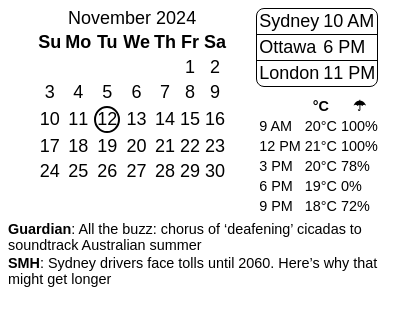 November 2024
Su Mo Tu We Th Fr Sa
1 2
3 4 5 6 7 8 9
10 11 12 13 14 15 16
17 18 19 20 21 22 23
24 25 26 27 28 29 30
Sydney 10 AM
Ottawa 6 PM
London 11 PM
°C ☂
9 AM 20°C 100%
12 PM 21°C 100%
3 PM 20°C 78%
6 PM 19°C 0%
9 PM 18°C 72%
Guardian: All the buzz: chorus of ‘deafening’ cicadas to
soundtrack Australian summer
SMH: Sydney drivers face tolls until 2060. Here’s why that
might get longer